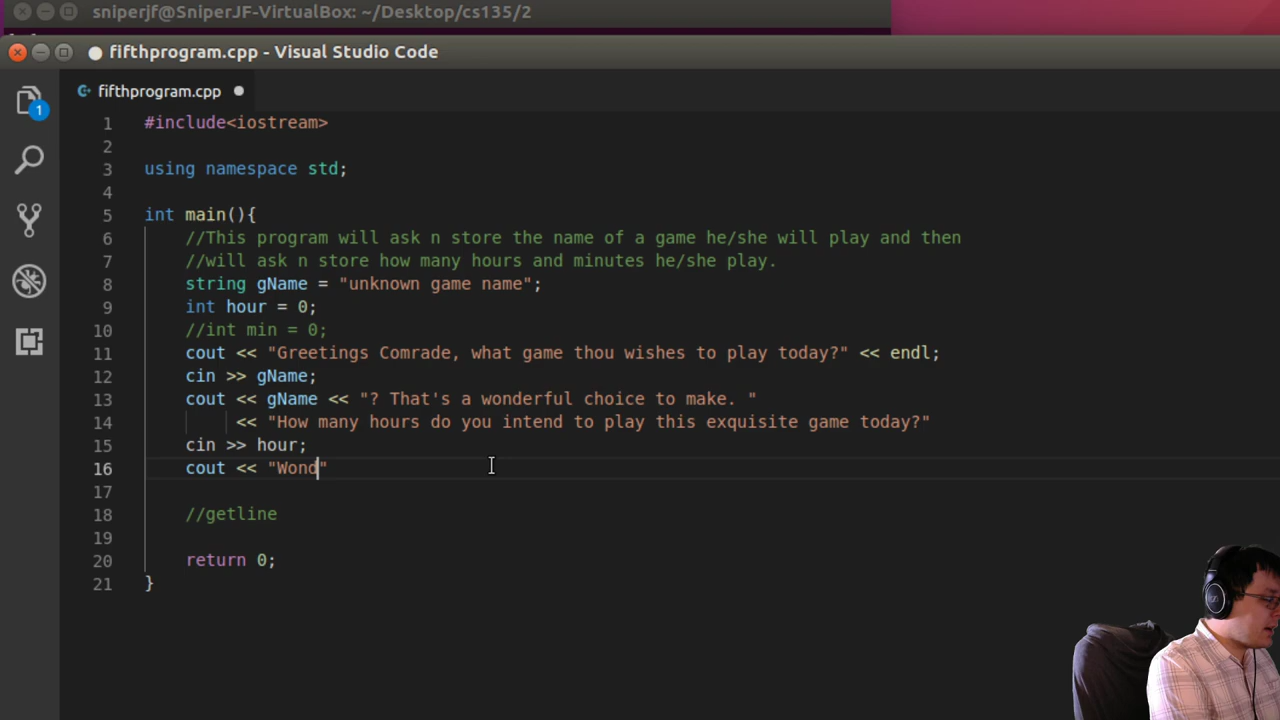 sniperjf@SniperJF-VirtualBox: ~/Desktop/cs135/2
fifthprogram.cpp - Visual Studio Code
fifthprogram.cpp
1
1 #include<iostream>
2
3 using namespace std;
4
5 int main(){
6 //This program will ask n store the name of a game he/she will play and then
7 //will ask n store how many hours and minutes he/she play.
8 string gName = "unknown game name";
9 int hour = 0;
10 //int min = 0;
11 cout << "Greetings Comrade, what game thou wishes to play today?" << endl;
12 cin >> gName;
13 cout << gName << "? That's a wonderful choice to make. "
14 << "How many hours do you intend to play this exquisite game today?"
15 cin >> hour;
16 cout << "Wond"
17
18 //getline
19
20 return 0;
21 }